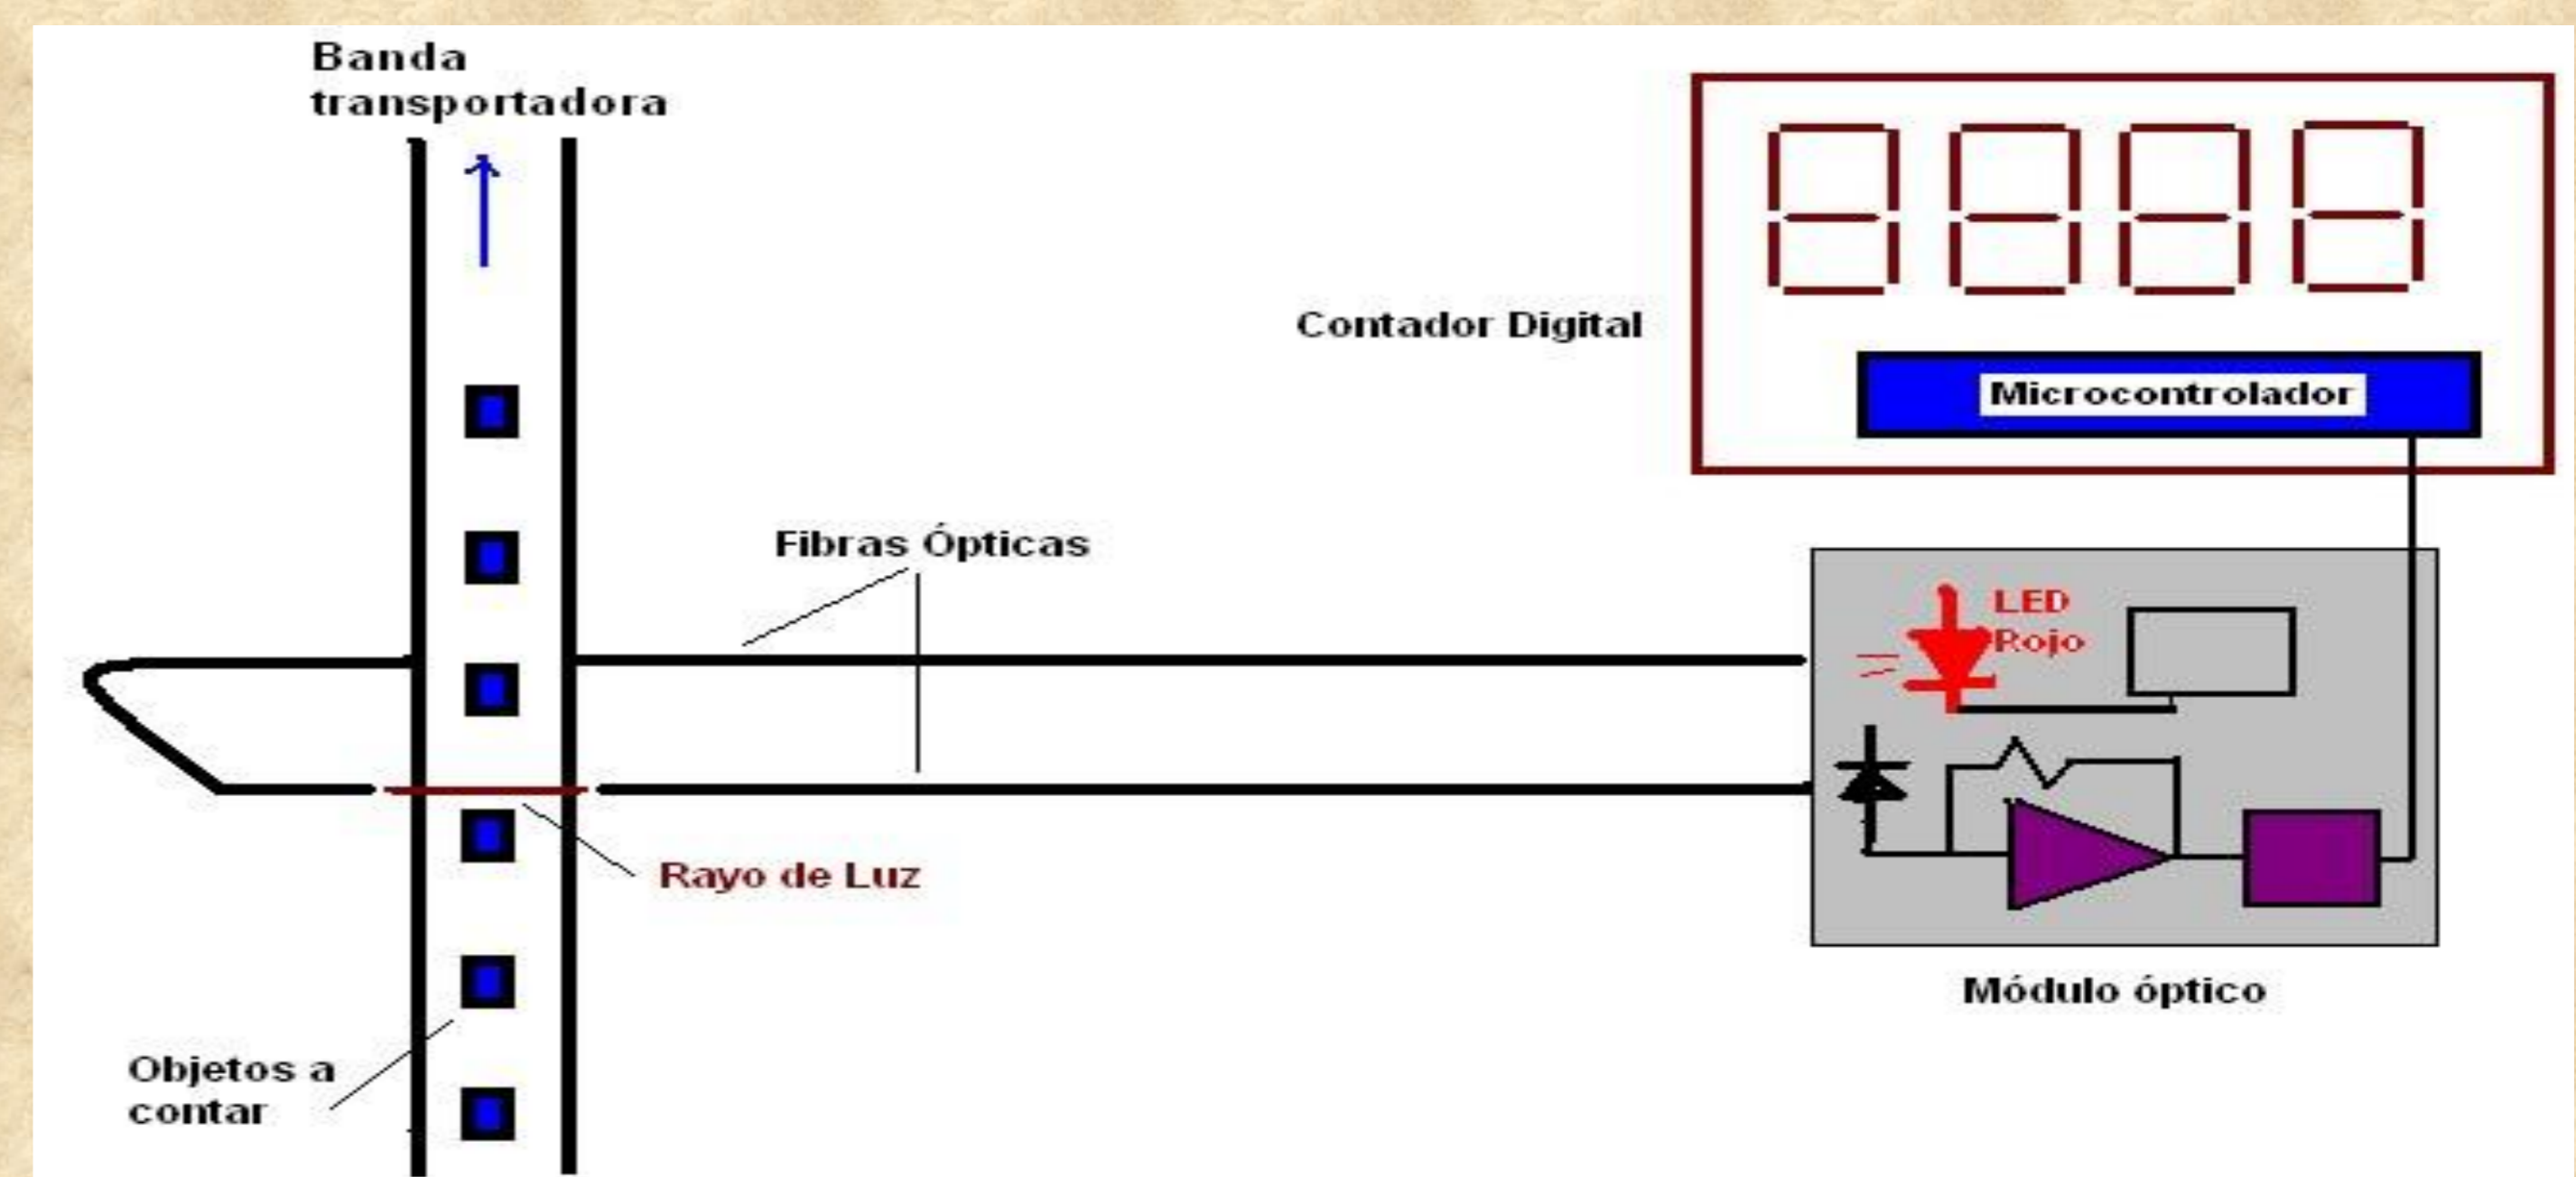 Banda
transportadora
Contador Digital
Microcontrolador
Fibras Ópticas
LED
Rojo
Rayo de Luz
Módulo óptico
Objetos a
contar